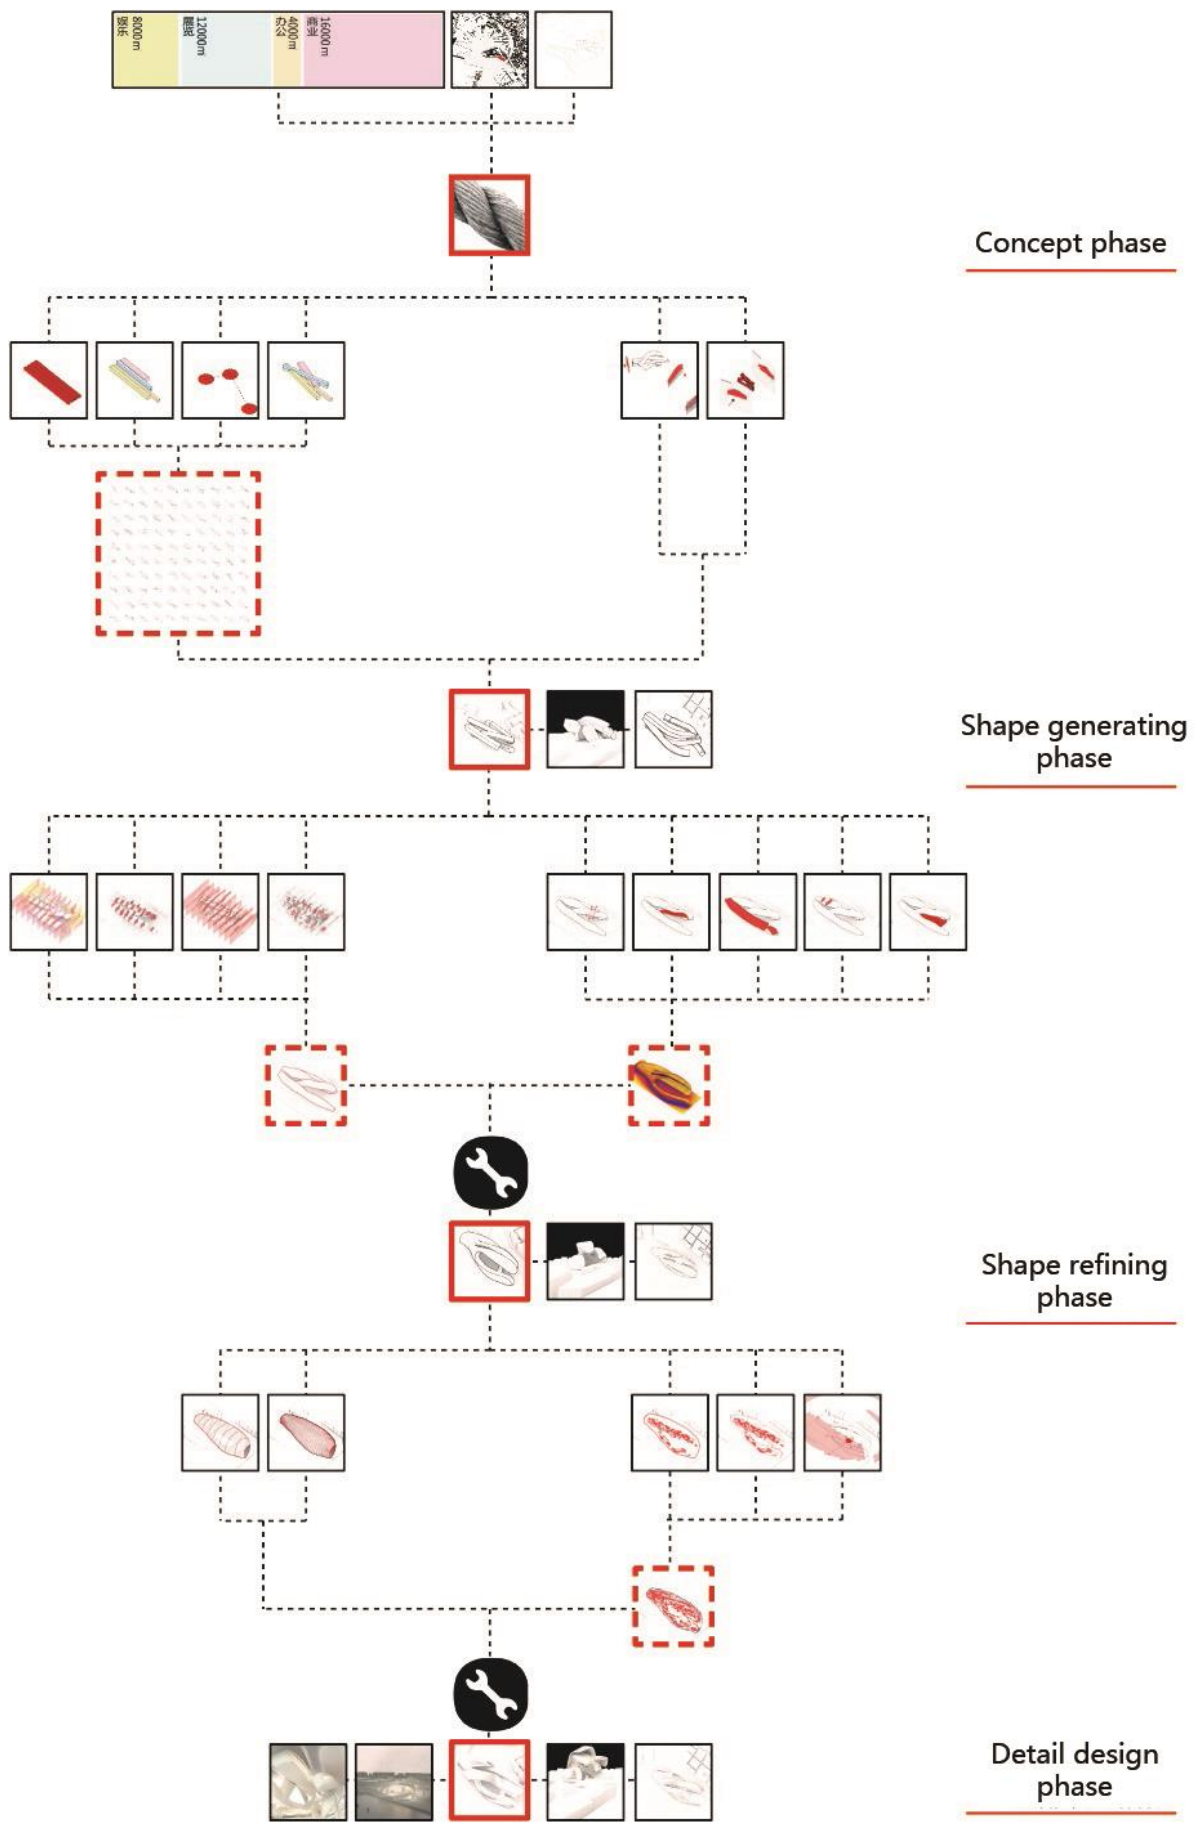 8000m
娱乐
12000m
展览
4000m
办公
16000m
商业
Concept phase
Shape generating
phase
Shape refining
phase
Detail design
phase